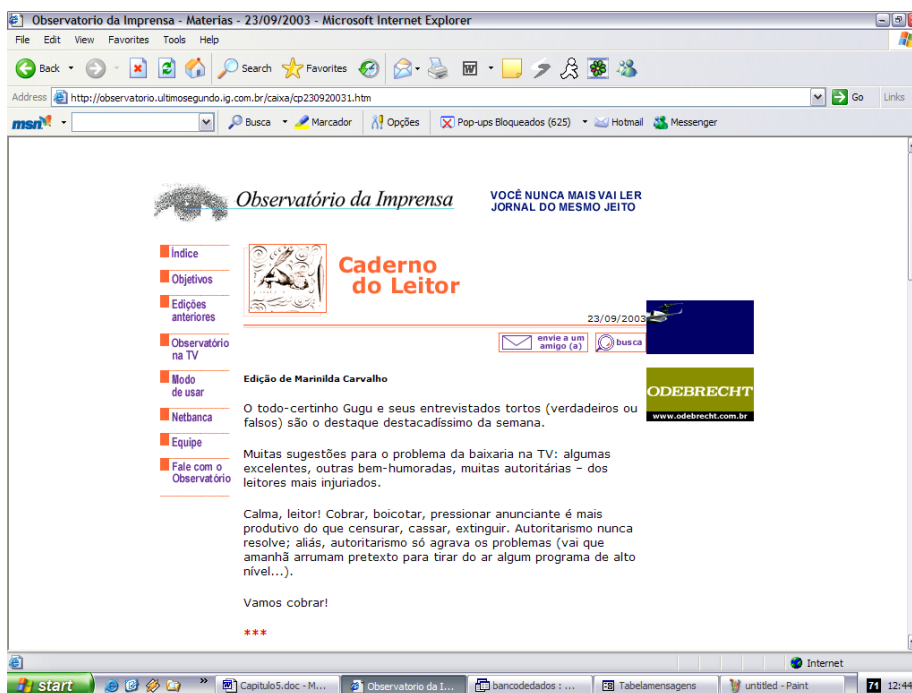 Observatorio da Imprensa - Materias - 23/09/2003 - Microsoft Internet Explorer
File Edit View Favorites Tools Help
Back Search Favorites
Address http://observatorio.ultimosegundo.ig.com.br/caixa/cp230920031.htm Go Links
msn Busca Marcador Opções Pop-ups Bloqueados (625) Hotmail Messenger
Observatório da Imprensa
VOCÊ NUNCA MAIS VAI LER
JORNAL DO MESMO JEITO
Índice
Objetivos
Edições
anteriores
Observatório
na TV
Modo
de usar
Netbanca
Equipe
Fale com o
Observatório
Caderno
do Leitor
23/09/2003
envie a um
amigo (a)
busca
ODEBRECHT
www.odebrecht.com.br
Edição de Marinilda Carvalho
O todo-certinho Gugu e seus entrevistados tortos (verdadeiros ou
falsos) são o destaque destacadíssimo da semana.
Muitas sugestões para o problema da baixaria na TV: algumas
excelentes, outras bem-humoradas, muitas autoritárias – dos
leitores mais injuriados.
Calma, leitor! Cobrar, boicotar, pressionar anunciante é mais
produtivo do que censurar, cassar, extinguir. Autoritarismo nunca
resolve; aliás, autoritarismo só agrava os problemas (vai que
amanhã arrumam pretexto para tirar do ar algum programa de alto
nível...).
Vamos cobrar!
***
Internet
start » Capitulo5.doc - M... Observatorio da I... bancodedados : ... Tabelamensagens untitled - Paint 71 12:44